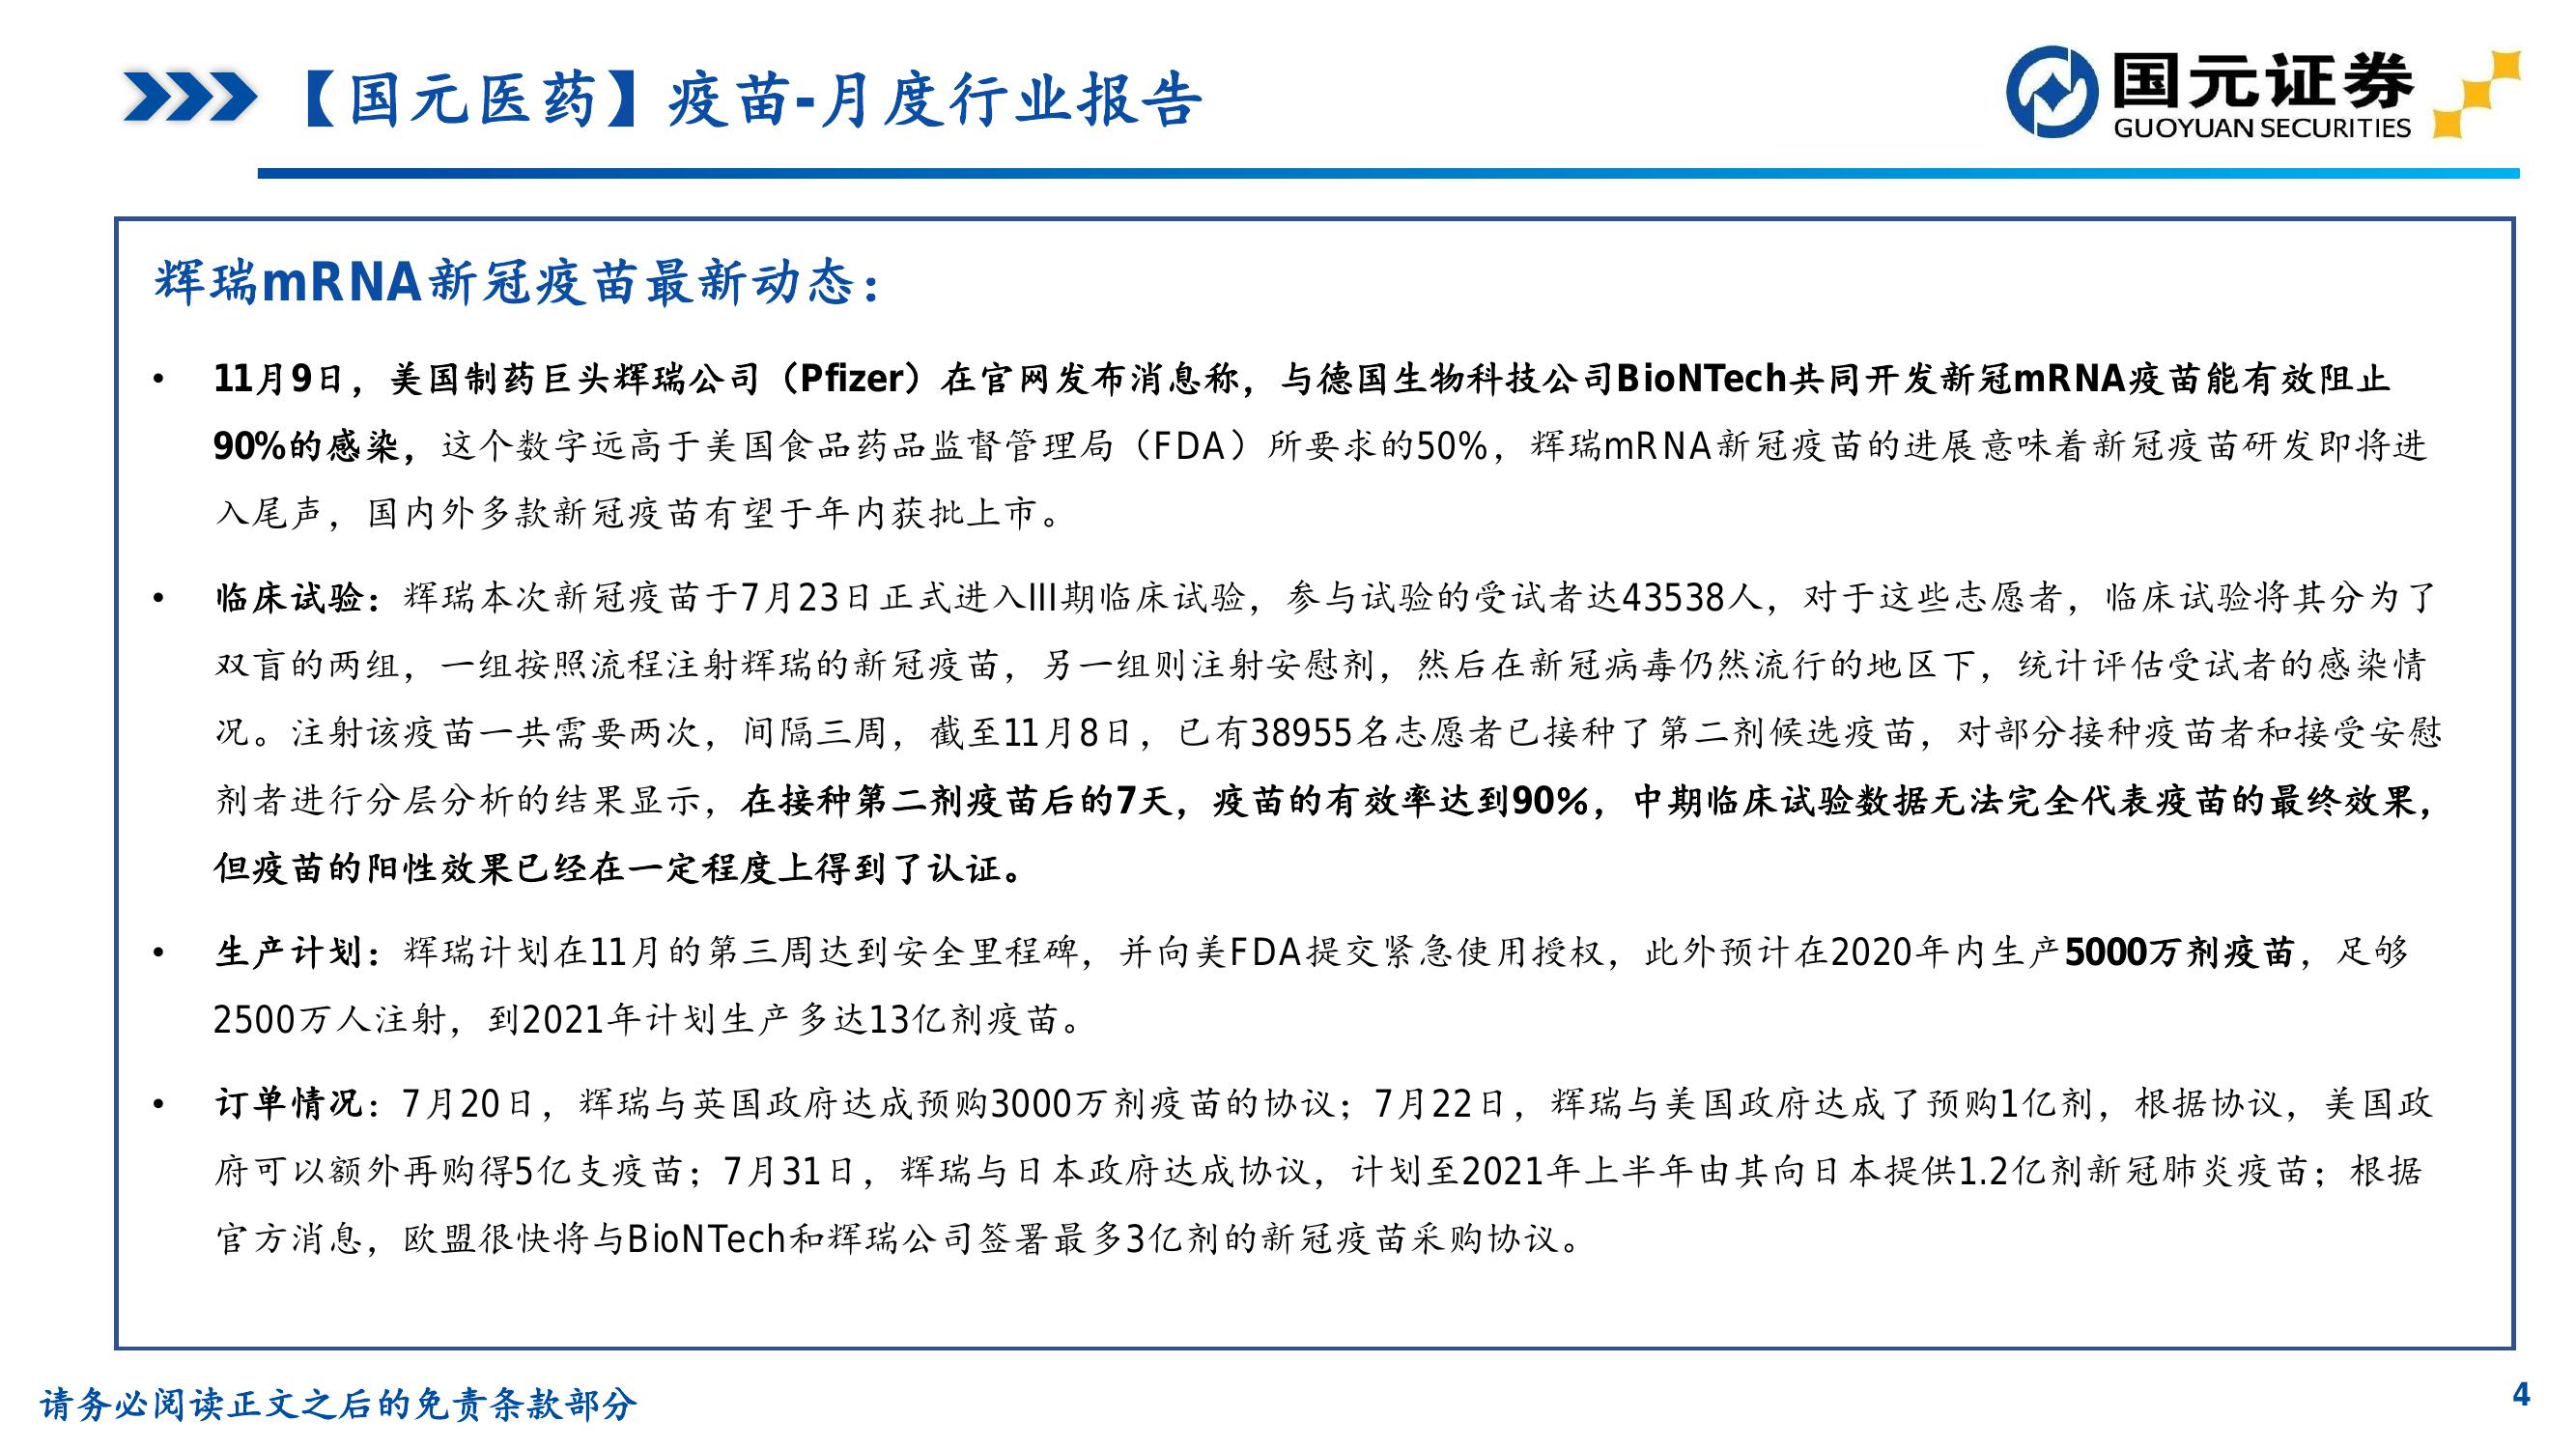 【国元医药】疫苗-月度行业报告
国元证券
GUOYUAN SECURITIES
辉瑞mRNA新冠疫苗最新动态：
• 11月9日，美国制药巨头辉瑞公司（Pfizer）在官网发布消息称，与德国生物科技公司BioNTech共同开发新冠mRNA疫苗能有效阻止
90%的感染，这个数字远高于美国食品药品监督管理局（FDA）所要求的50%，辉瑞mRNA新冠疫苗的进展意味着新冠疫苗研发即将进
入尾声，国内外多款新冠疫苗有望于年内获批上市。
• 临床试验：辉瑞本次新冠疫苗于7月23日正式进入III期临床试验，参与试验的受试者达43538人，对于这些志愿者，临床试验将其分为了
双盲的两组，一组按照流程注射辉瑞的新冠疫苗，另一组则注射安慰剂，然后在新冠病毒仍然流行的地区下，统计评估受试者的感染情
况。注射该疫苗一共需要两次，间隔三周，截至11月8日，已有38955名志愿者已接种了第二剂候选疫苗，对部分接种疫苗者和接受安慰
剂者进行分层分析的结果显示，在接种第二剂疫苗后的7天，疫苗的有效率达到90%，中期临床试验数据无法完全代表疫苗的最终效果，
但疫苗的阳性效果已经在一定程度上得到了认证。
• 生产计划：辉瑞计划在11月的第三周达到安全里程碑，并向美FDA提交紧急使用授权，此外预计在2020年内生产5000万剂疫苗，足够
2500万人注射，到2021年计划生产多达13亿剂疫苗。
• 订单情况：7月20日，辉瑞与英国政府达成预购3000万剂疫苗的协议；7月22日，辉瑞与美国政府达成了预购1亿剂，根据协议，美国政
府可以额外再购得5亿支疫苗；7月31日，辉瑞与日本政府达成协议，计划至2021年上半年由其向日本提供1.2亿剂新冠肺炎疫苗；根据
官方消息，欧盟很快将与BioNTech和辉瑞公司签署最多3亿剂的新冠疫苗采购协议。
请务必阅读正文之后的免责条款部分
4